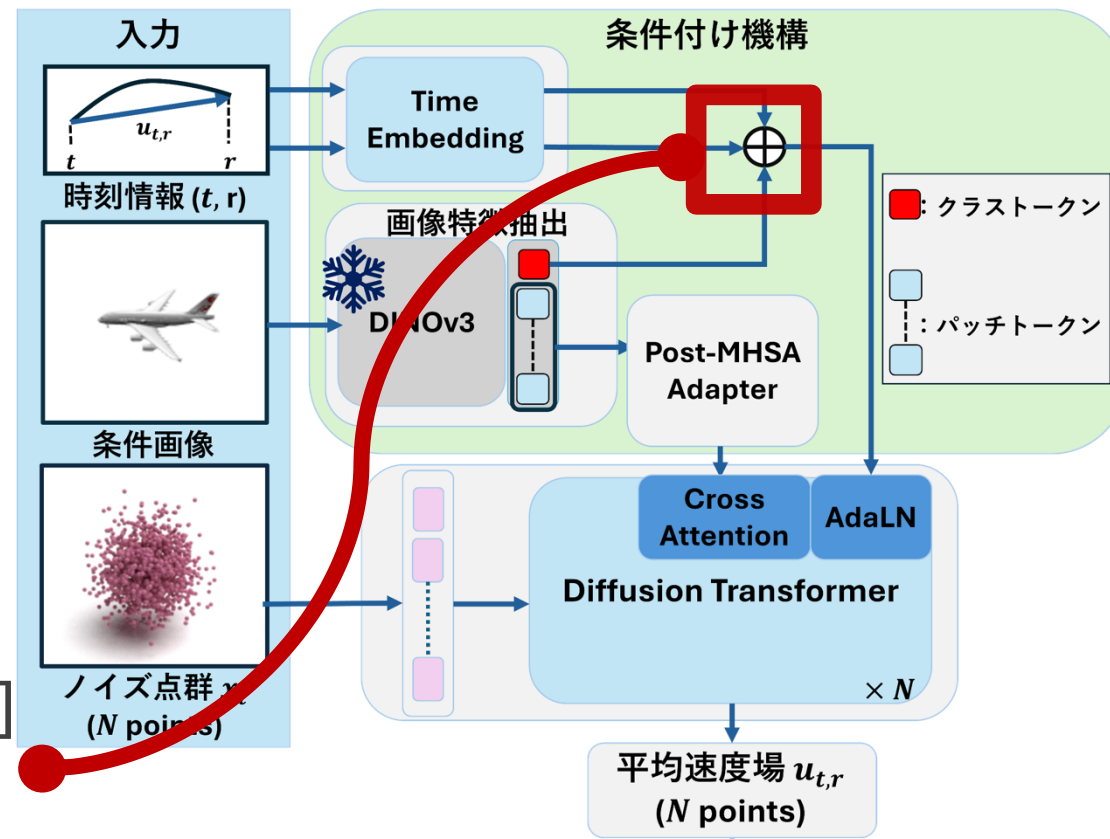 入力
条件付け機構
u_{t,r}
t
r
時刻情報 (t, r)
Time
Embedding
画像特徴抽出
DINOv3
: クラストークン
: パッチトークン
Post-MHSA
Adapter
条件画像
Cross
Attention
AdaLN
Diffusion Transformer
× N
ノイズ点群 x_t
(N points)
]
平均速度場 u_{t,r}
(N points)